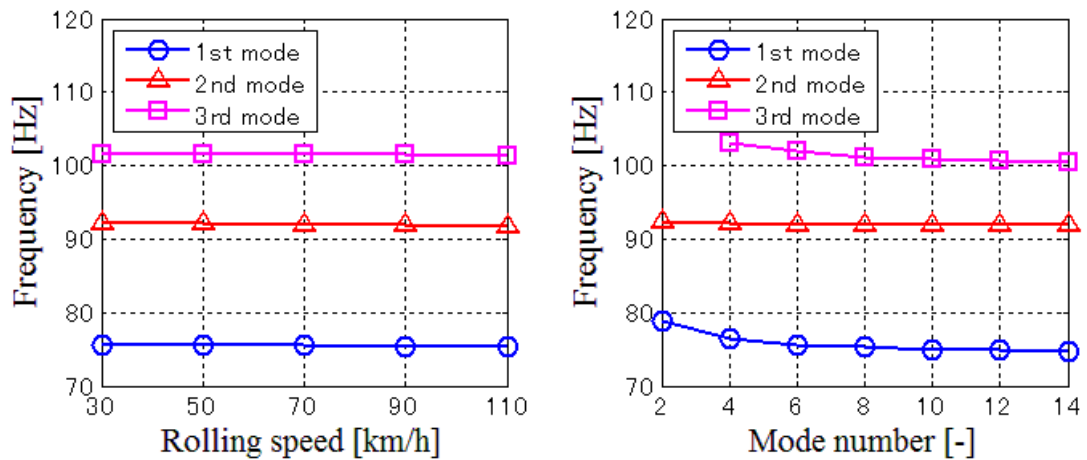 120
110
100
90
80
70
Frequency [Hz]
1st mode
2nd mode
3rd mode
30 50 70 90 110
Rolling speed [km/h]
120
110
100
90
80
70
Frequency [Hz]
1st mode
2nd mode
3rd mode
2 4 6 8 10 12 14
Mode number [-]